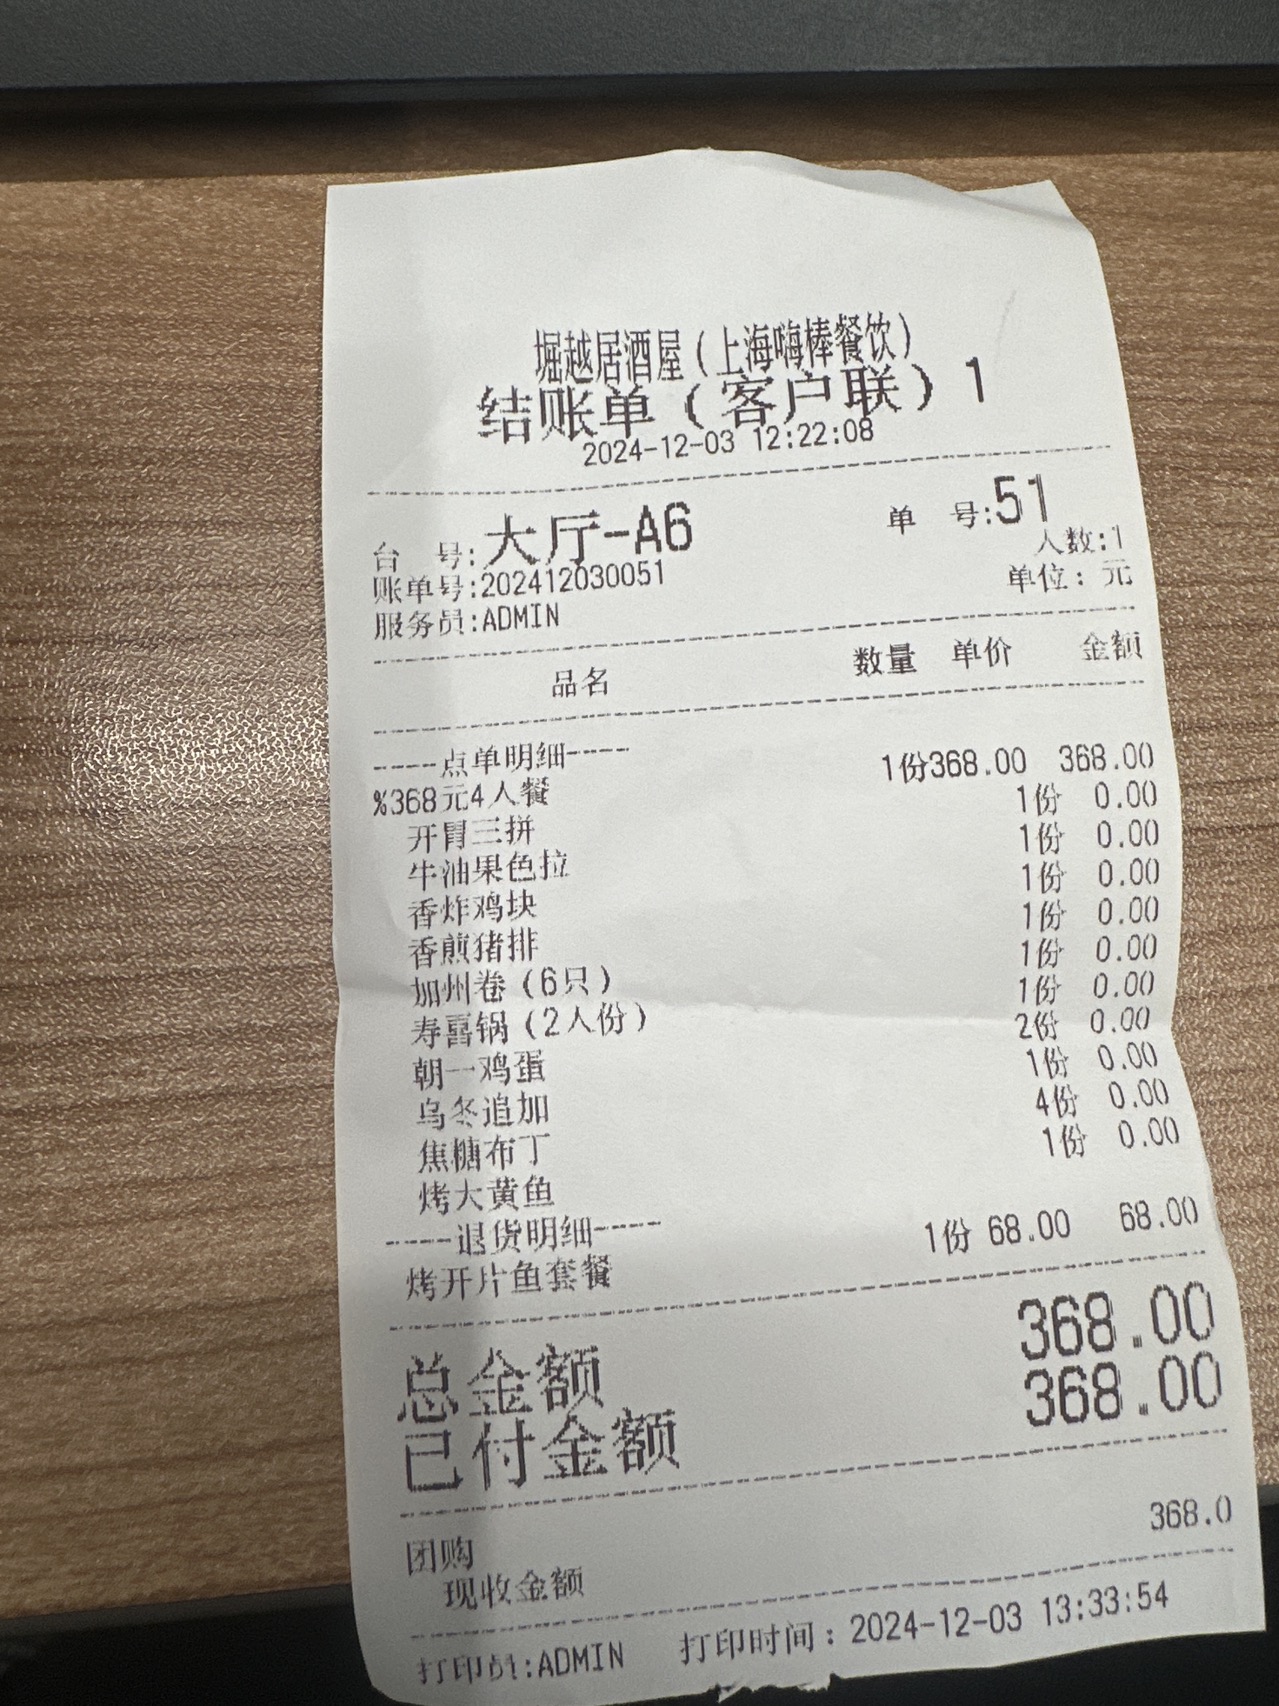 堀越居酒屋（上海嗨棒餐饮）
结账单（客户联）1
2024-12-03 12:22:08
台 号:大厅-A6 单 号:51
账单号:202412030051 人数:1
服务员:ADMIN 单位：元
品名 数量 单价 金额
----点单明细----
%368元4人餐 1份368.00 368.00
开胃三拼 1份 0.00
牛油果色拉 1份 0.00
香炸鸡块 1份 0.00
香煎猪排 1份 0.00
加州卷（6只） 1份 0.00
寿喜锅（2人份） 1份 0.00
朝一鸡蛋 2份 0.00
乌冬追加 1份 0.00
焦糖布丁 4份 0.00
烤大黄鱼 1份 0.00
----退货明细----
烤开片鱼套餐 1份 68.00 68.00
总金额 368.00
已付金额 368.00
团购
现收金额 368.0
打印员:ADMIN 打印时间：2024-12-03 13:33:54